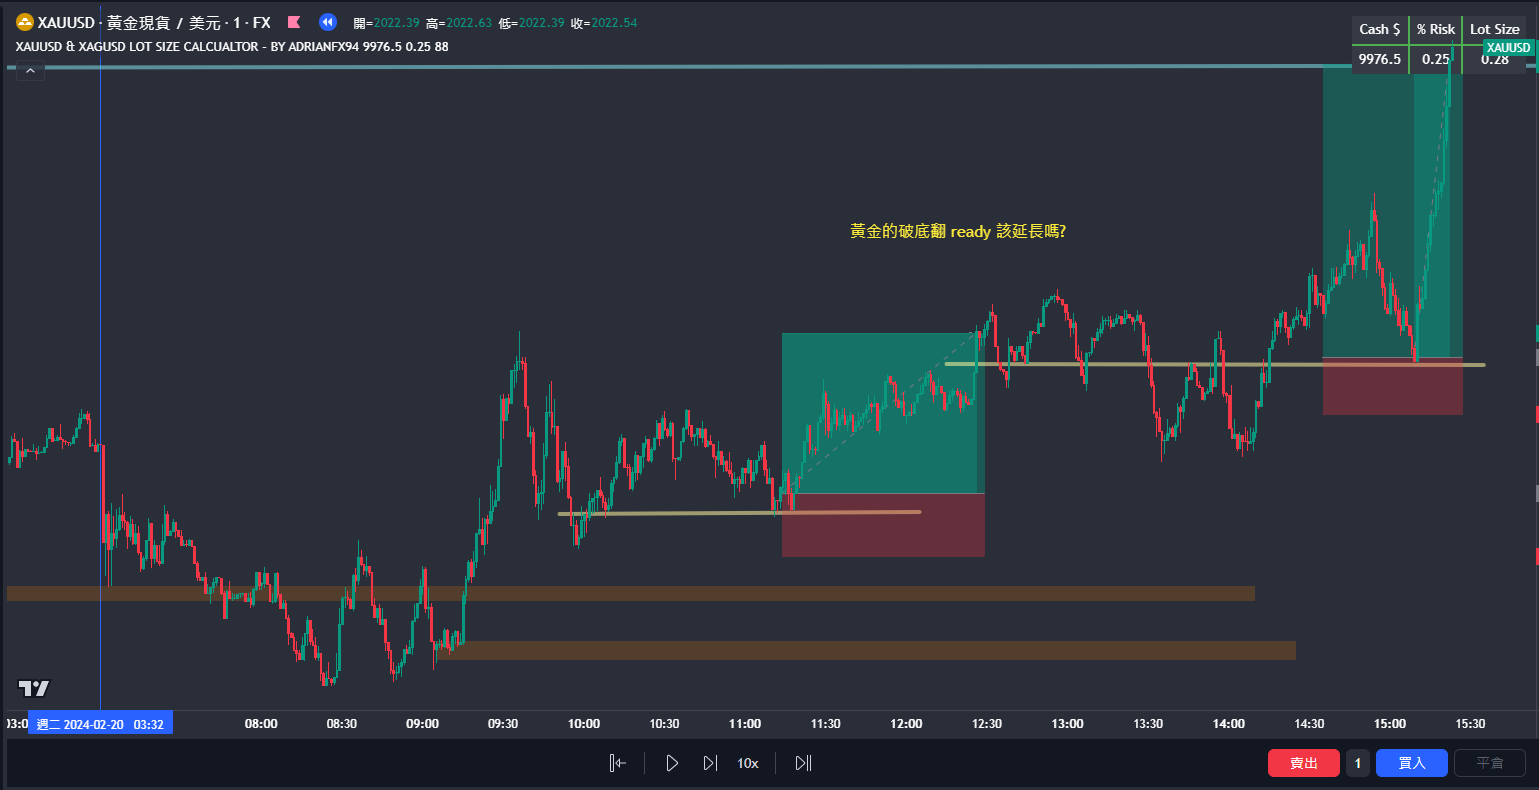 XAUUSD · 黃金現貨 / 美元 · 1 · FX 開=2022.39 高=2022.63 低=2022.39 收=2022.54
XAUUSD & XAGUSD LOT SIZE CALCUALTOR - BY ADRIANFX94 9976.5 0.25 88
Cash $ % Risk Lot Size
XAUUSD
9976.5 0.25 0.28
黃金的破底翻 ready 該延長嗎?
03:00 週二 2024-02-20 03:32 08:00 08:30 09:00 09:30 10:00 10:30 11:00 11:30 12:00 12:30 13:00 13:30 14:00 14:30 15:00 15:30
10x
賣出 1 買入 平倉